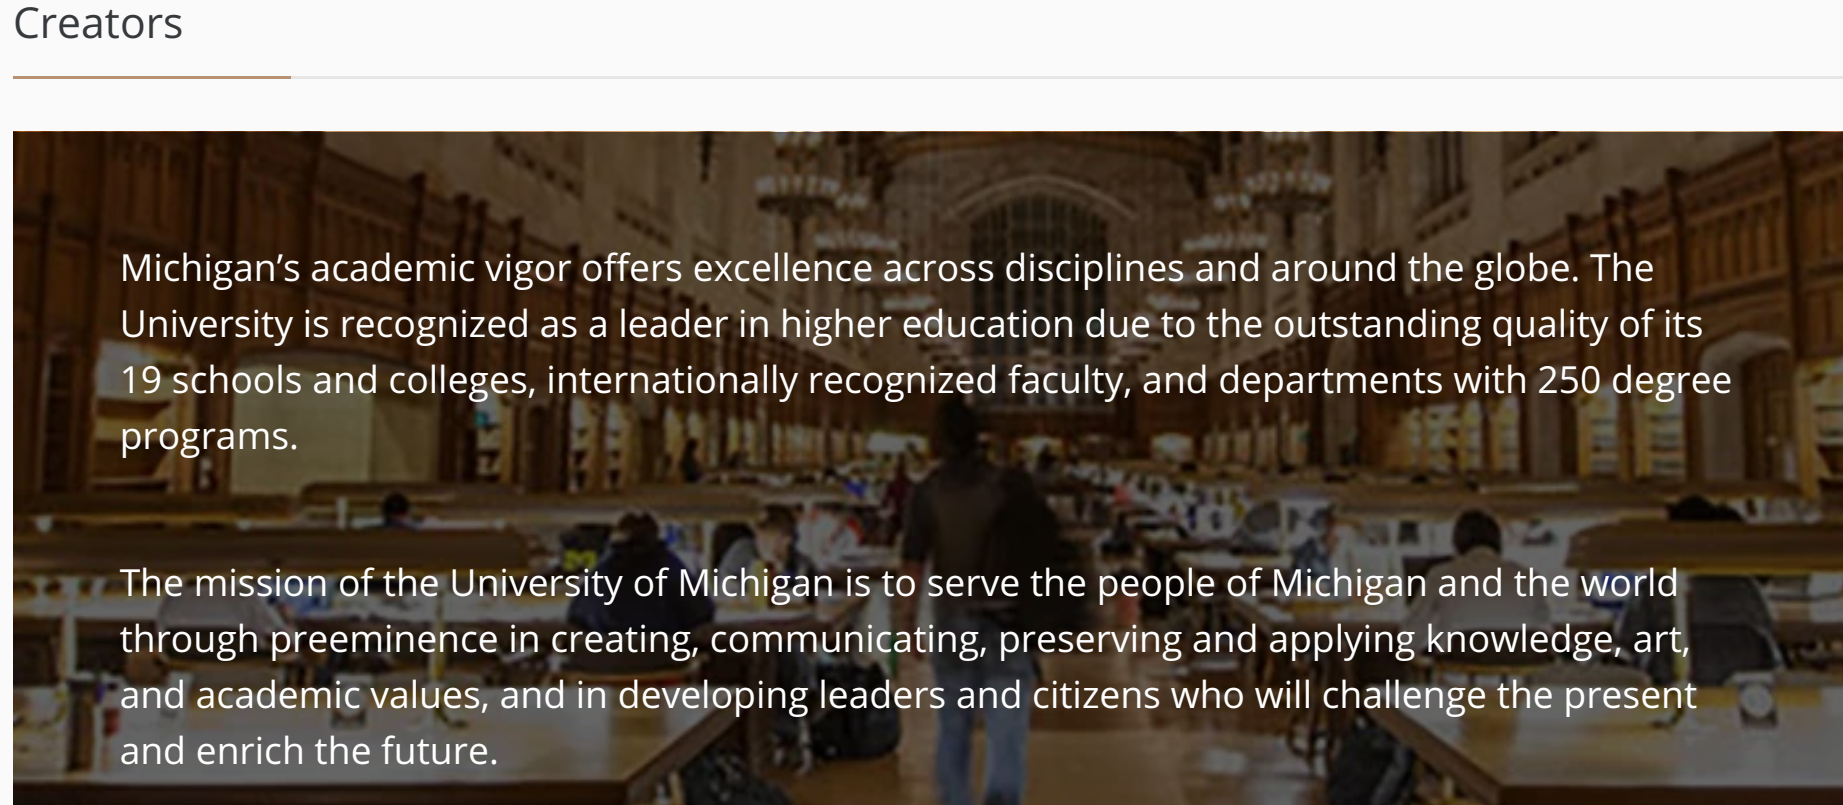 Creators
Michigan’s academic vigor offers excellence across disciplines and around the globe. The
University is recognized as a leader in higher education due to the outstanding quality of its
19 schools and colleges, internationally recognized faculty, and departments with 250 degree
programs.
The mission of the University of Michigan is to serve the people of Michigan and the world
through preeminence in creating, communicating, preserving and applying knowledge, art,
and academic values, and in developing leaders and citizens who will challenge the present
and enrich the future.